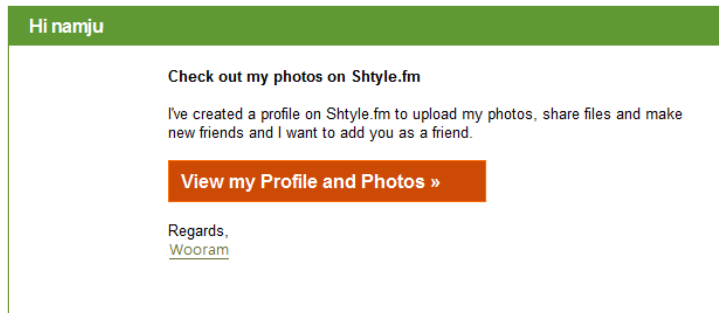 Hi namju
Check out my photos on Shtyle.fm
I've created a profile on Shtyle.fm to upload my photos, share files and make
new friends and I want to add you as a friend.
View my Profile and Photos »
Regards,
Wooram